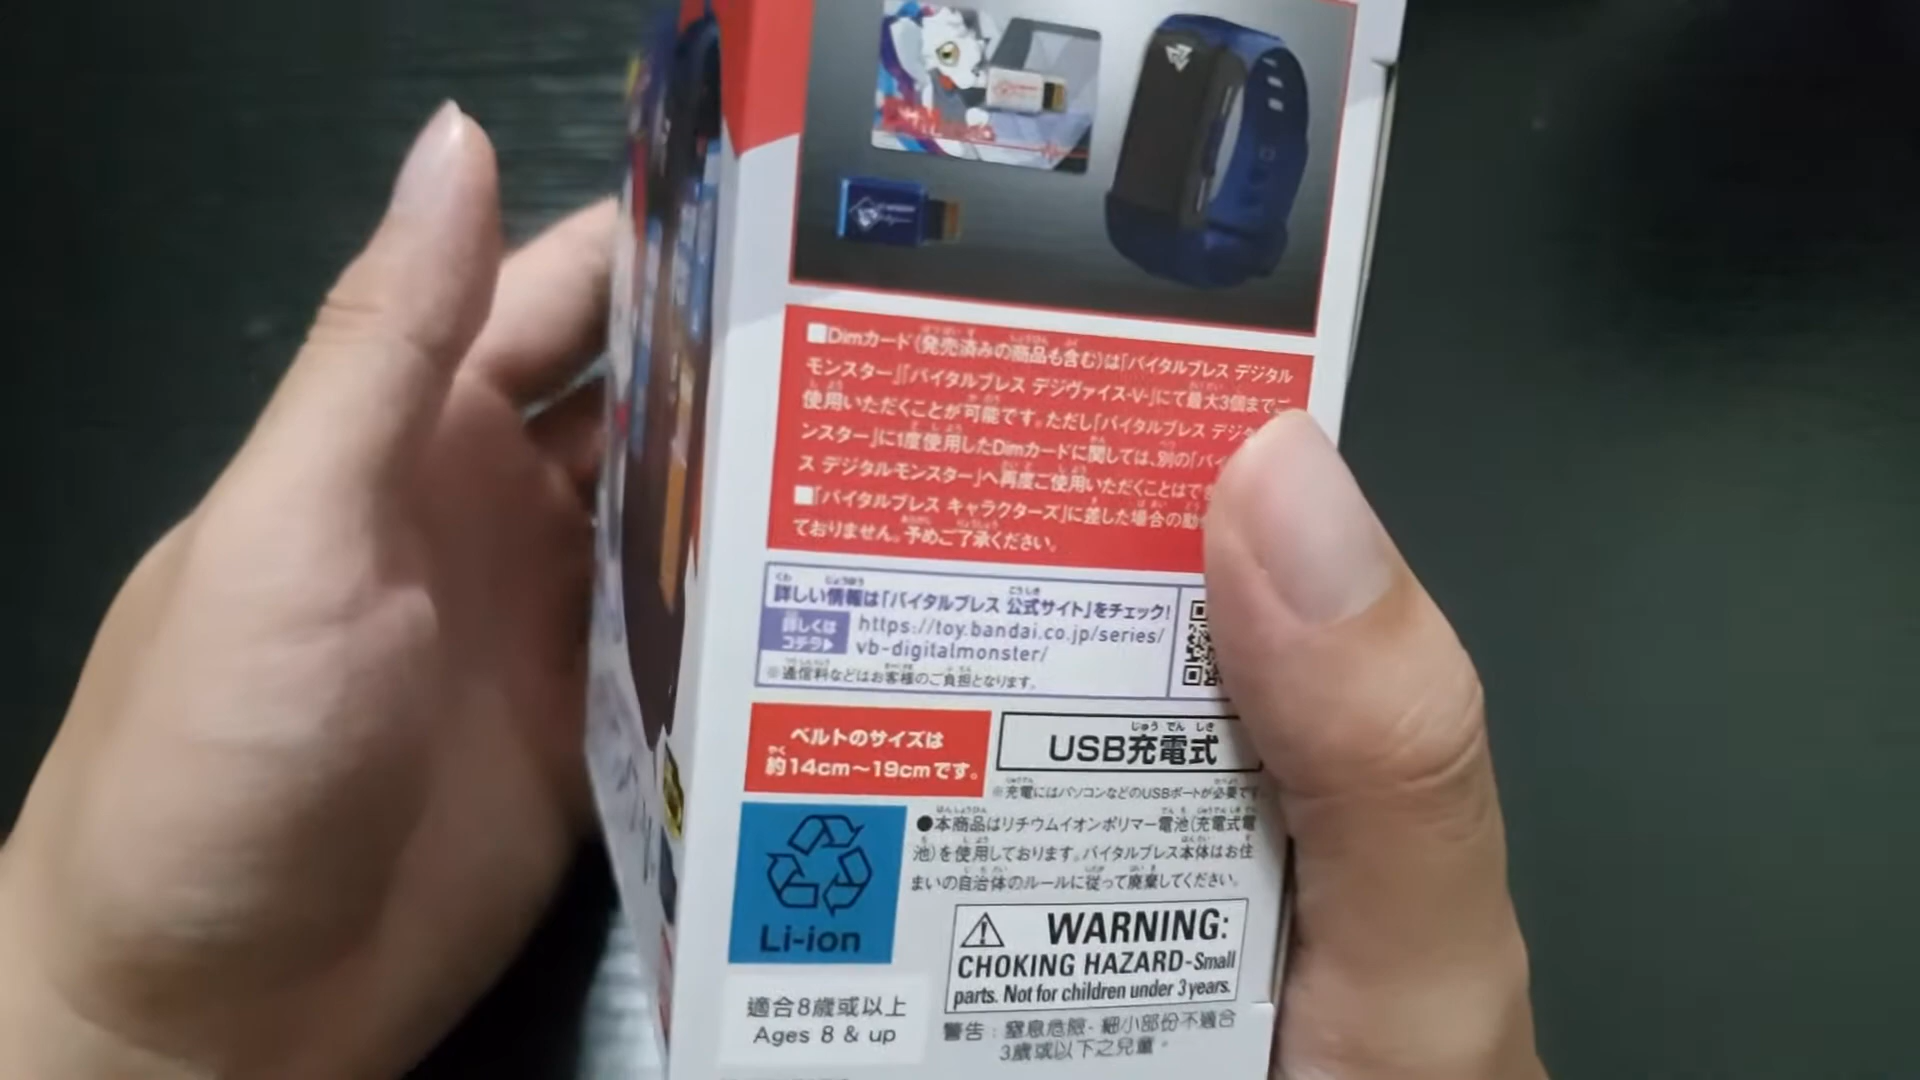 ■Dimカード(発売済みの商品も含む)は「バイタルブレス デジタル
モンスター」「バイタルブレス デジヴァイス-V-」にて最大3個までご
使用いただくことが可能です。ただし「バイタルブレス デジタ
ンスター」に1度使用したDimカードに関しては、別の「バイ
ス デジタルモンスター」へ再度ご使用いただくことはでき
■「バイタルブレス キャラクターズ」に差した場合の動
ておりません。予めご了承ください。
詳しい情報は「バイタルブレス 公式サイト」をチェック!
詳しくは
コチラ▶
https://toy.bandai.co.jp/series/
vb-digitalmonster/
※通信料などはお客様のご負担となります。
ベルトのサイズは
約14cm〜19cmです。
USB充電式
※充電にはパソコンなどのUSBポートが必要です
●本商品はリチウムイオンポリマー電池(充電式電
池)を使用しております。バイタルブレス本体はお住
まいの自治体のルールに従って廃棄してください。
Li-ion
WARNING:
CHOKING HAZARD-Small
parts. Not for children under 3 years.
適合8歲或以上
Ages 8 & up
警告：窒息危險- 細小部份不適合
3歲或以下之兒童。